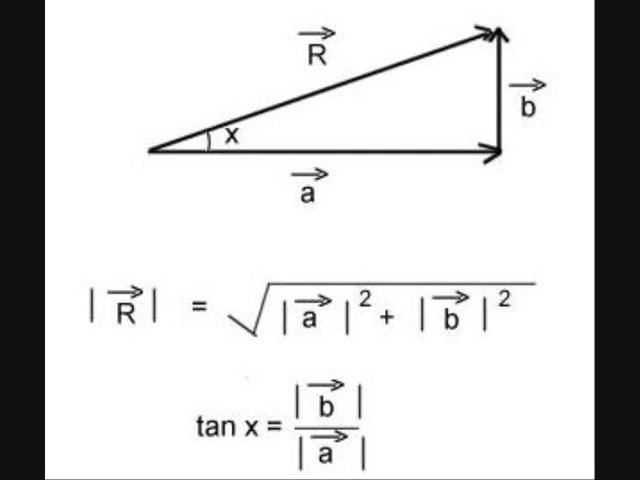 R⃗
x
b⃗
a⃗
|R⃗| = √|a⃗|² + |b⃗|²
tan x = |b⃗| / |a⃗|